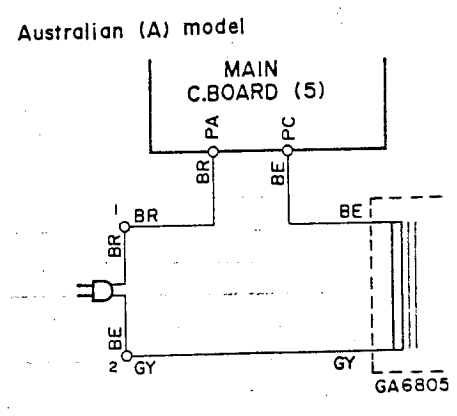 Australian (A) model
MAIN
C.BOARD (5)
PA
PC
BR
BE
1
BR
BE
BR
BE
2
GY
GY
GA6805